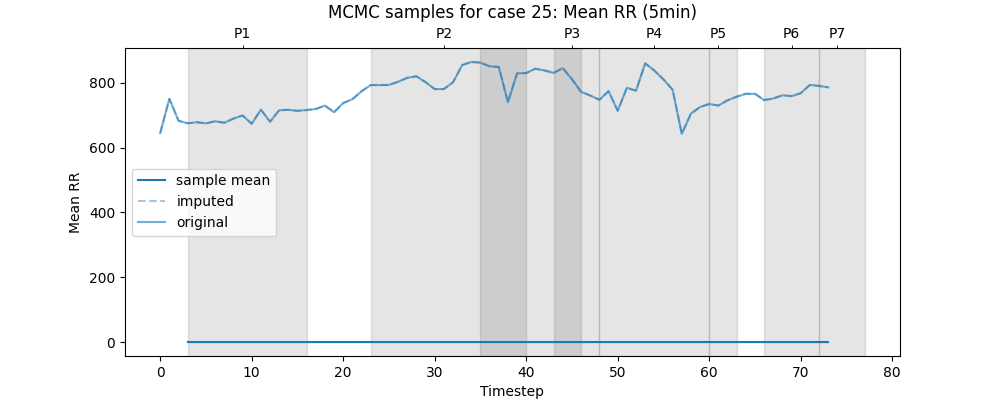 MCMC samples for case 25: Mean RR (5min)
P1 P2 P3 P4 P5 P6 P7
800
600
400
200
0
Mean RR
sample mean
imputed
original
0 10 20 30 40 50 60 70 80
Timestep